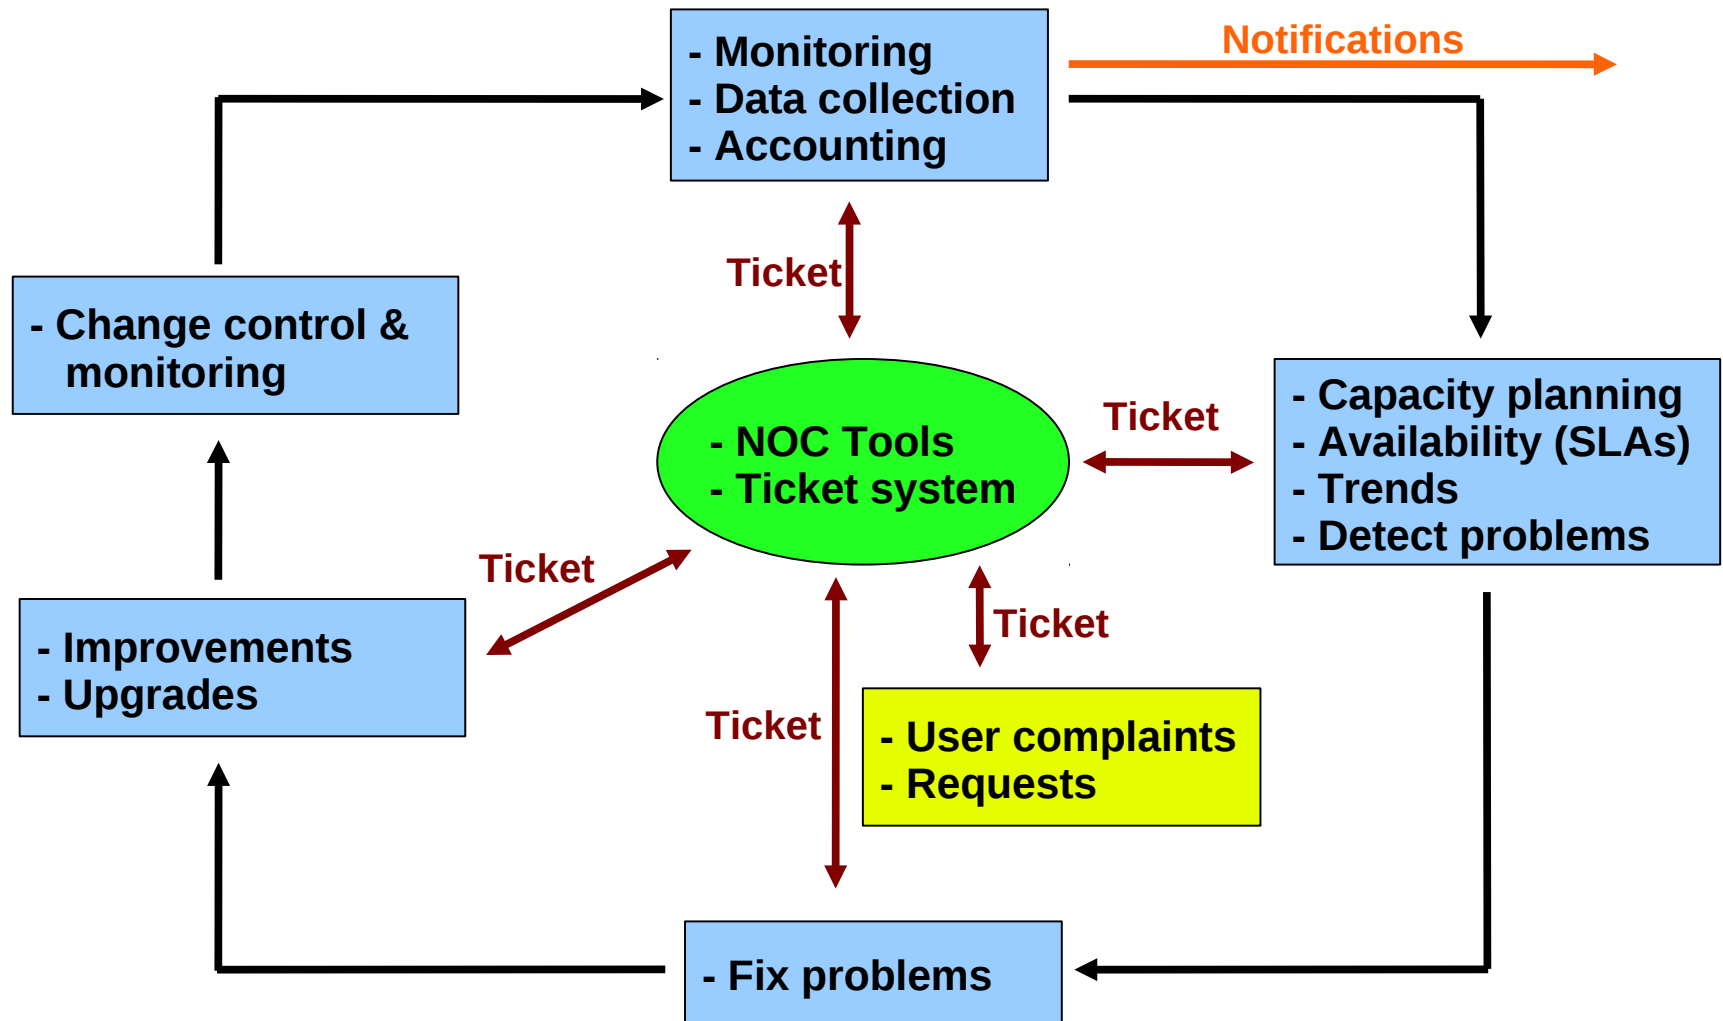 - Monitoring
- Data collection
- Accounting
Notifications
Ticket
- Change control &
monitoring
- NOC Tools
- Ticket system
Ticket
- Capacity planning
- Availability (SLAs)
- Trends
- Detect problems
Ticket
Ticket
- Improvements
- Upgrades
Ticket
- User complaints
- Requests
- Fix problems